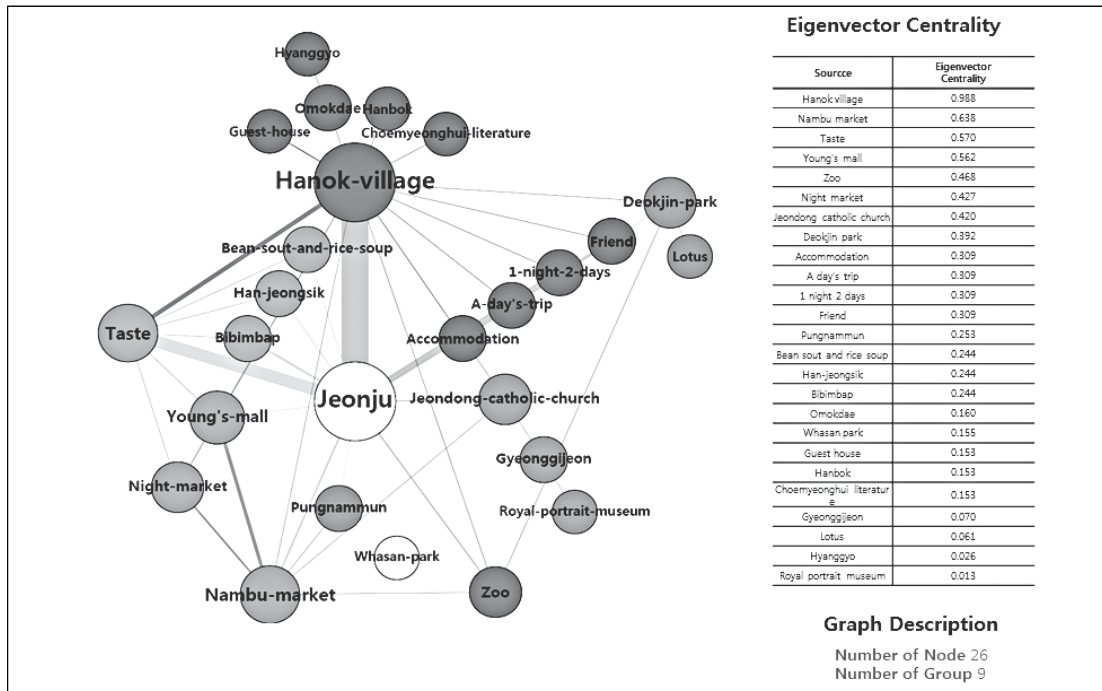 Hyanggyo
Omokdae
Hanbok
Guest-house
Choemyeonghui-literature
Hanok-village
Deokjin-park
Bean-sout-and-rice-soup
Friend
Lotus
1-night-2-days
Han-jeongsik
A-day's-trip
Taste
Bibimbap
Accommodation
Jeonju
Jeondong-catholic-church
Young's-mall
Gyeonggijeon
Night-market
Pungnammun
Royal-portrait-museum
Whasan-park
Nambu-market
Zoo
Eigenvector Centrality
Sourcce Eigenvector
Centrality
Hanok village 0.988
Nambu market 0.638
Taste 0.570
Young's mall 0.562
Zoo 0.468
Night market 0.427
Jeondong catholic church 0.420
Deokjin park 0.392
Accommodation 0.309
A day's trip 0.309
1 night 2 days 0.309
Friend 0.309
Pungnammun 0.253
Bean sout and rice soup 0.244
Han-jeongsik 0.244
Bibimbap 0.244
Omokdae 0.160
Whasan park 0.155
Guest house 0.153
Hanbok 0.153
Choemyeonghui literatur
e 0.153
Gyeonggijeon 0.070
Lotus 0.061
Hyanggyo 0.026
Royal portrait museum 0.013
Graph Description
Number of Node 26
Number of Group 9